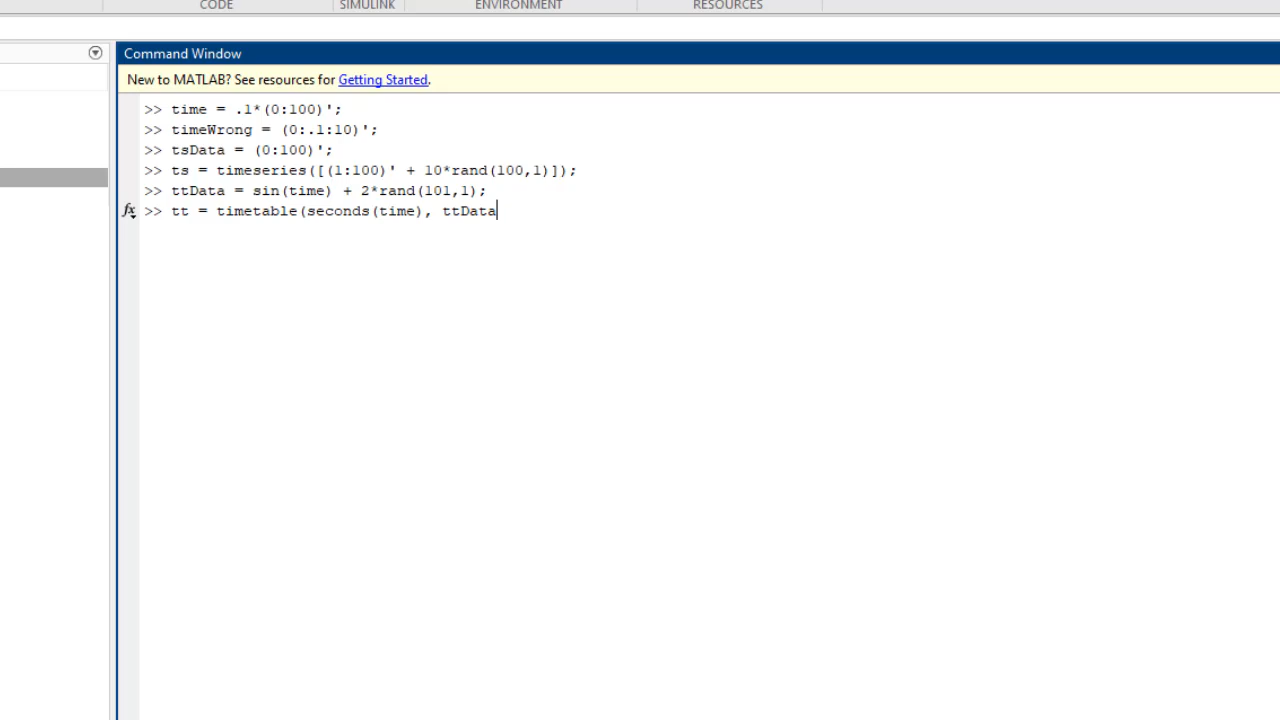 CODE SIMULINK ENVIRONMENT RESOURCES
Command Window
New to MATLAB? See resources for Getting Started.
>> time = .1*(0:100)';
>> timeWrong = (0:.1:10)';
>> tsData = (0:100)';
>> ts = timeseries([(1:100)' + 10*rand(100,1)]);
>> ttData = sin(time) + 2*rand(101,1);
fx >> tt = timetable(seconds(time), ttData